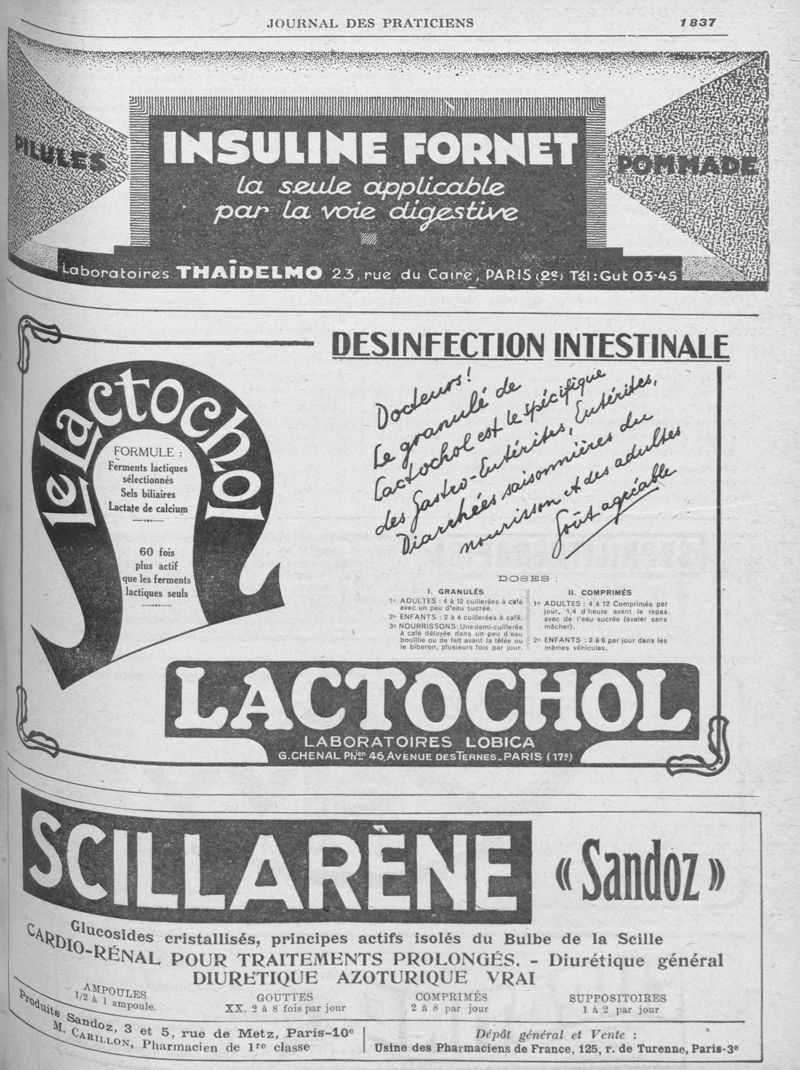 JOURNAL DES PRATICIENS
1837
PILULES
INSULINE FORNET
la seule applicable
par la voie digestive
POMMADE
Laboratoires THAÏDELMO 23, rue du Caire, PARIS (2e) Tél: Gut 03-45
DESINFECTION INTESTINALE
Le Lactochol
FORMULE :
Ferments lactiques
sélectionnés
Sels biliaires
Lactate de calcium
60 fois
plus actif
que les ferments
lactiques seuls
Docteurs!
Le granulé de
Lactochol est le spécifique
des Gastro-Entérites, Entérites,
Diarrhées saisonnières du
nourisson et des adultes
Goût agréable
DOSES :
I. GRANULÉS
1º ADULTES : 4 à 12 cuillerées à café
avec un peu d'eau sucrée.
2º ENFANTS : 2 à 4 cuillerées à café.
3º NOURRISSONS : Une demi-cuillerée
à café délayée dans un peu d'eau
bouillie ou de lait avant la tétée ou
le biberon, plusieurs fois par jour.
II. COMPRIMÉS
1º ADULTES : 4 à 12 Comprimés par
jour, 1/4 d'heure avant le repas
avec de l'eau sucrée (avaler sans
mâcher).
2º ENFANTS : 2 à 6 par jour dans les
mêmes véhicules.
LACTOCHOL
LABORATOIRES LOBICA
G. CHENAL Phien 46, AVENUE DES TERNES_PARIS (17e)
SCILLARÈNE « Sandoz »
Glucosides cristallisés, principes actifs isolés du Bulbe de la Scille
CARDIO-RÉNAL POUR TRAITEMENTS PROLONGÉS. - Diurétique général
DIURETIQUE AZOTURIQUE VRAI
AMPOULES
1/2 à 1 ampoule.
GOUTTES
XX. 2 à 8 fois par jour
COMPRIMÉS
2 à 8 par jour
SUPPOSITOIRES
1 à 2 par jour
Produits Sandoz, 3 et 5, rue de Metz, Paris-10e
M. CARILLON, Pharmacien de 1re classe
Dépôt général et Vente :
Usine des Pharmaciens de France, 125, r. de Turenne, Paris-3e